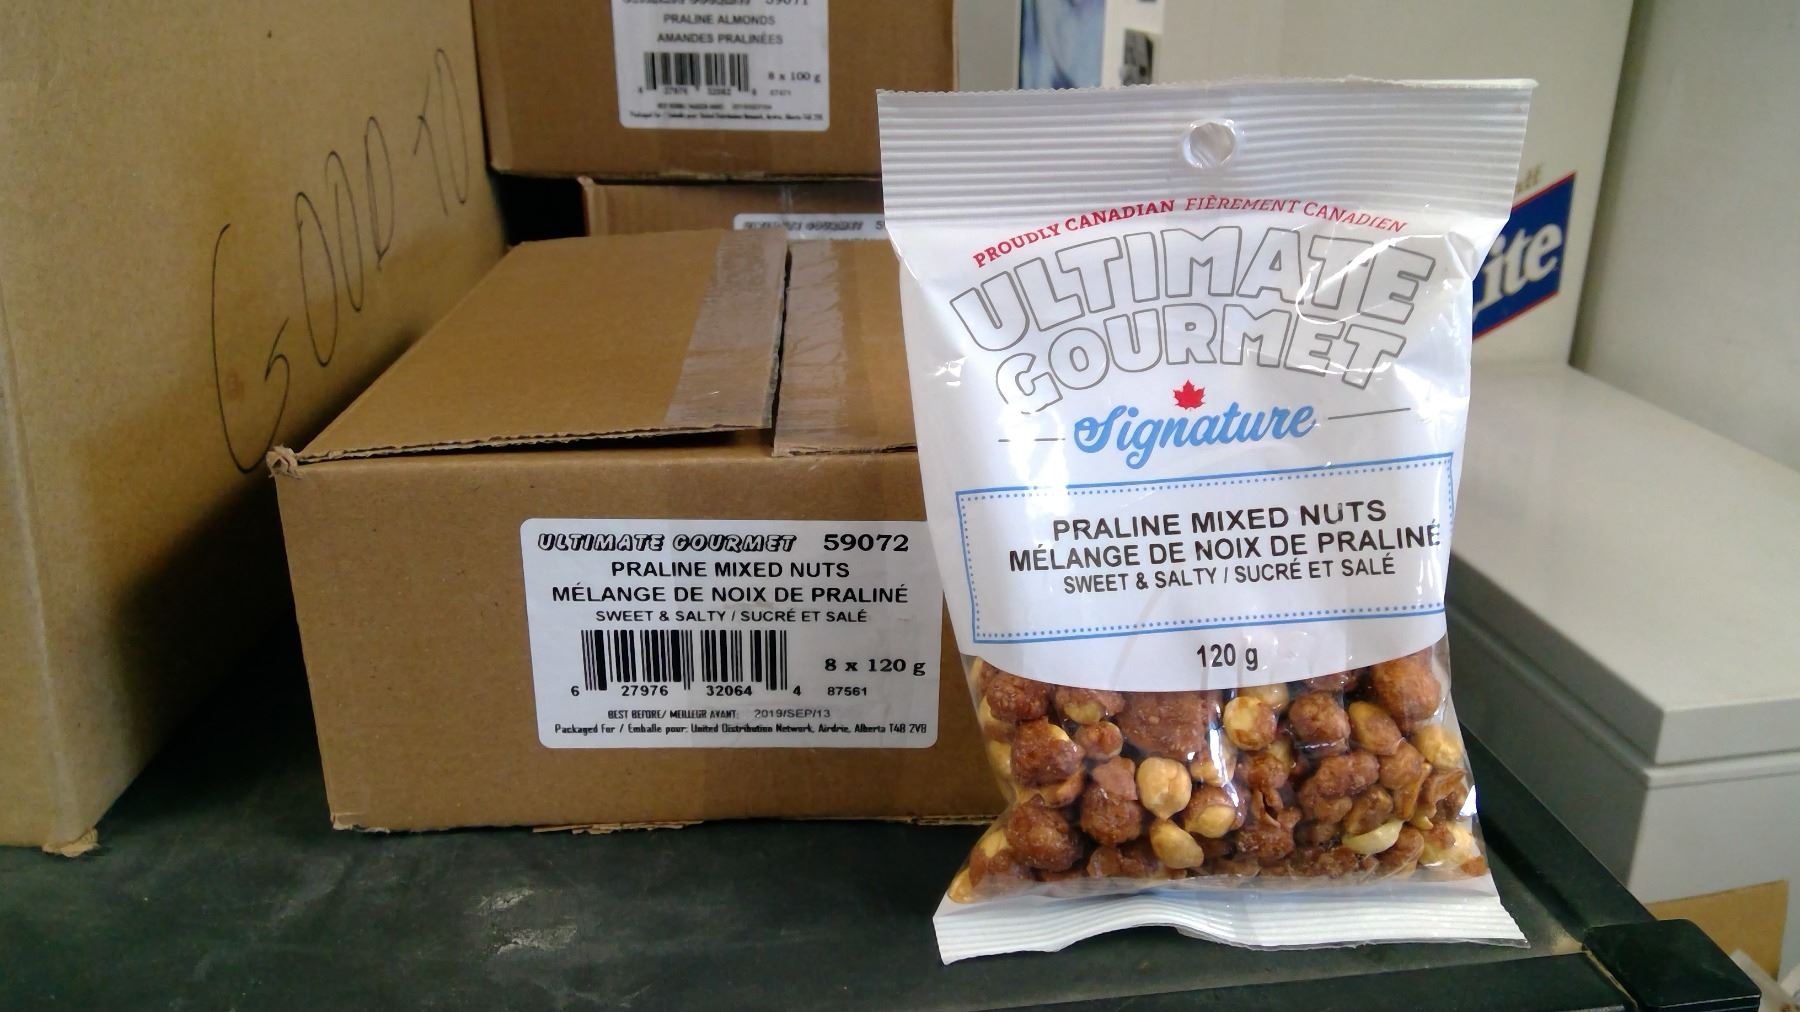 GOOD TO
PRALINE ALMONDS
AMANDES PRALINÉES
8 x 100 g
ULTIMATE GOURMET 59072
PRALINE MIXED NUTS
MÉLANGE DE NOIX DE PRALINÉ
SWEET & SALTY / SUCRÉ ET SALÉ
8 x 120 g
6 27976 32064 4 87561
BEST BEFORE/ MEILLEUR AVANT: 2019/SEP/13
Packaged For / Emballe pour: United Distribution Network, Airdrie, Alberta T4B 2V8
PROUDLY CANADIAN FIÈREMENT CANADIEN
ULTIMATE
GOURMET
Signature
PRALINE MIXED NUTS
MÉLANGE DE NOIX DE PRALINÉ
SWEET & SALTY / SUCRÉ ET SALÉ
120 g
ite